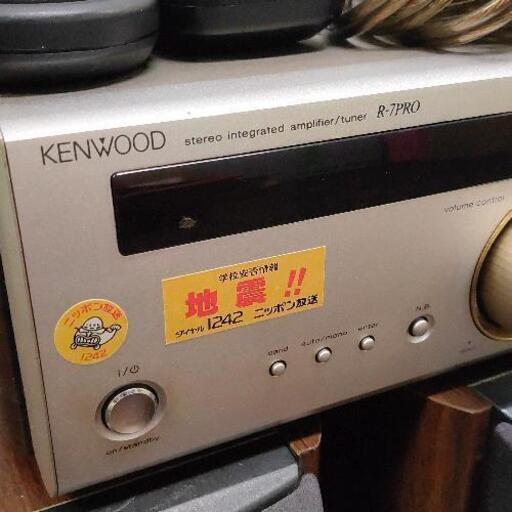 KENWOOD stereo integrated amplifier/tuner R-7PRO
volume control
学校安否情報
地震!!
ダイヤル1242 ニッポン放送
ニッポン放送
1242
I/⏻
on/standby
band
auto/mono
enter
N.B.